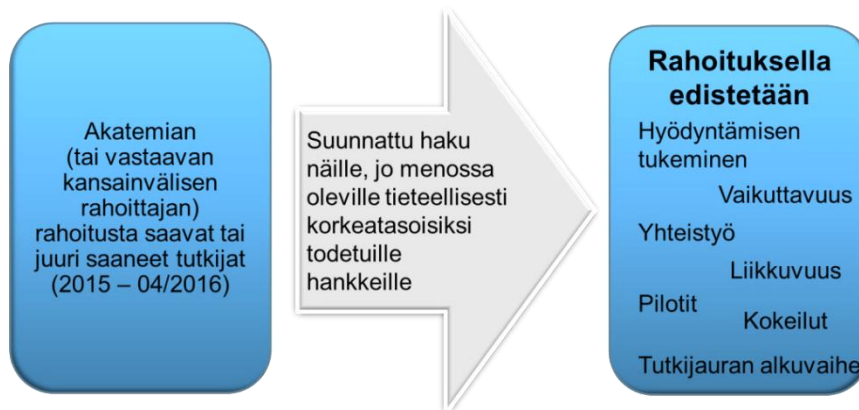 Akatemian
(tai vastaavan
kansainvälisen
rahoittajan)
rahoitusta saavat tai
juuri saaneet tutkijat
(2015 – 04/2016)
Suunnattu haku
näille, jo menossa
oleville tieteellisesti
korkeatasoisiksi
todetuille
hankkeille
Rahoituksella
edistetään
Hyödyntämisen
tukeminen
Vaikuttavuus
Yhteistyö
Liikkuvuus
Pilotit
Kokeilut
Tutkijauran alkuvaihe